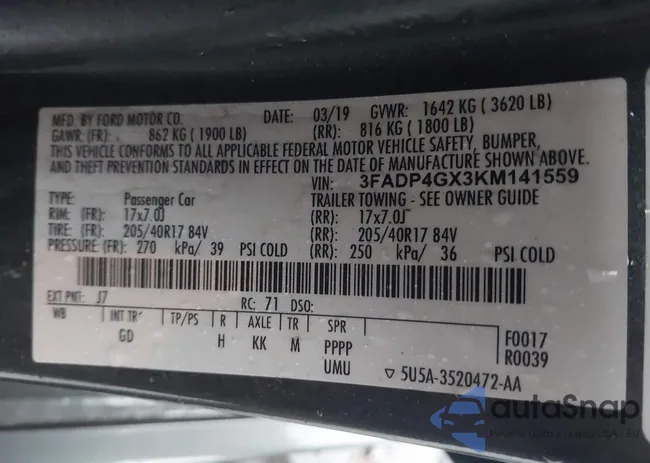 MFD. BY FORD MOTOR CO. DATE: 03/19 GVWR: 1642 KG ( 3620 LB)
GAWR: (FR): 862 KG ( 1900 LB) (RR): 816 KG ( 1800 LB)
THIS VEHICLE CONFORMS TO ALL APPLICABLE FEDERAL MOTOR VEHICLE SAFETY, BUMPER,
AND THEFT PREVENTION STANDARDS IN EFFECT ON THE DATE OF MANUFACTURE SHOWN ABOVE.
VIN: 3FADP4GX3KM141559
TYPE: Passenger Car TRAILER TOWING - SEE OWNER GUIDE
RIM: (FR): 17x7.0J (RR): 17x7.0J
TIRE: (FR): 205/40R17 84V (RR): 205/40R17 84V
PRESSURE: (FR): 270 kPa/ 39 PSI COLD (RR): 250 kPa/ 36 PSI COLD
EXT PNT: J7 RC: 71 DSO:
WB INT TR TP/PS R AXLE TR SPR F0017
GD H KK M PPPP R0039
UMU 5U5A-3520472-AA
autoSnap